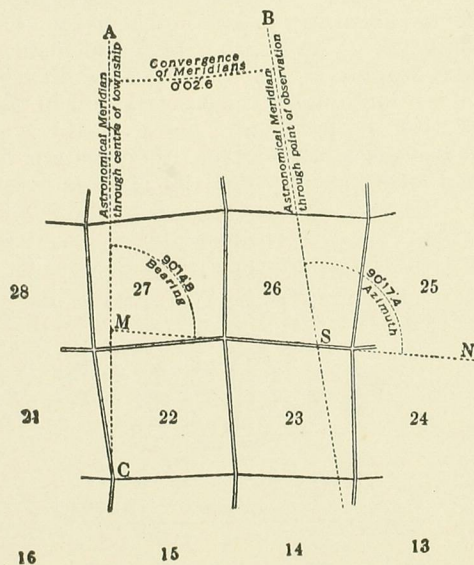 A
B
Convergence
of Meridians
0°02.6
Astronomical Meridian
through centre of township
Astronomical Meridian
through point of observation
28
27
26
25
90°14.8
Bearing
90°17.4
Azimuth
M
S
N
21
22
23
24
C
16
15
14
13